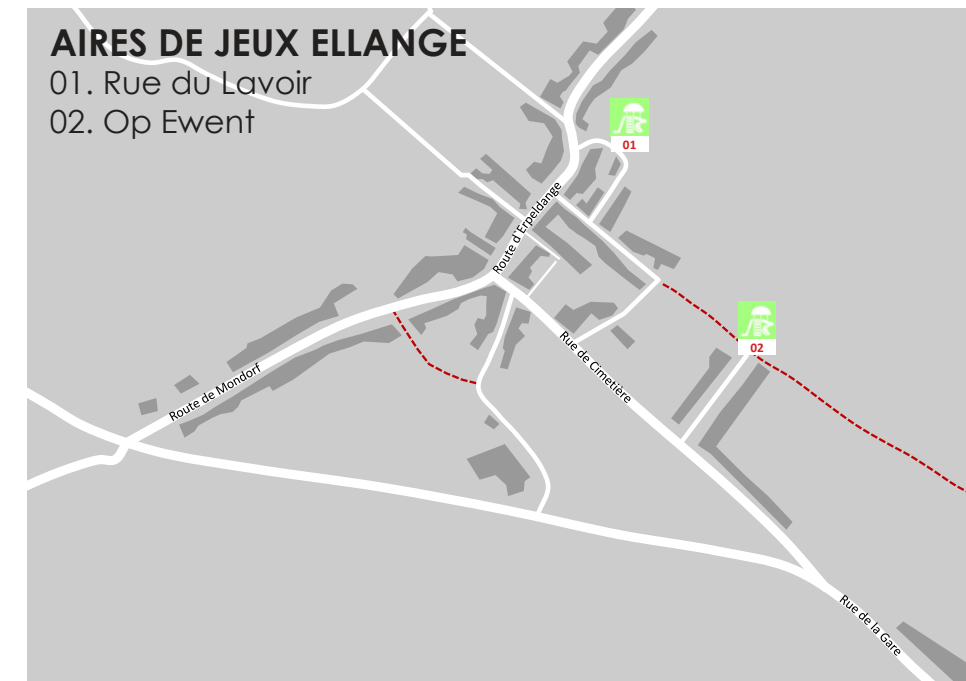 AIRES DE JEUX ELLANGE
01. Rue du Lavoir
02. Op Ewent
01
Route d`Erpeldange
02
Rue de Cimetière
Route de Mondorf
Rue de la Gare